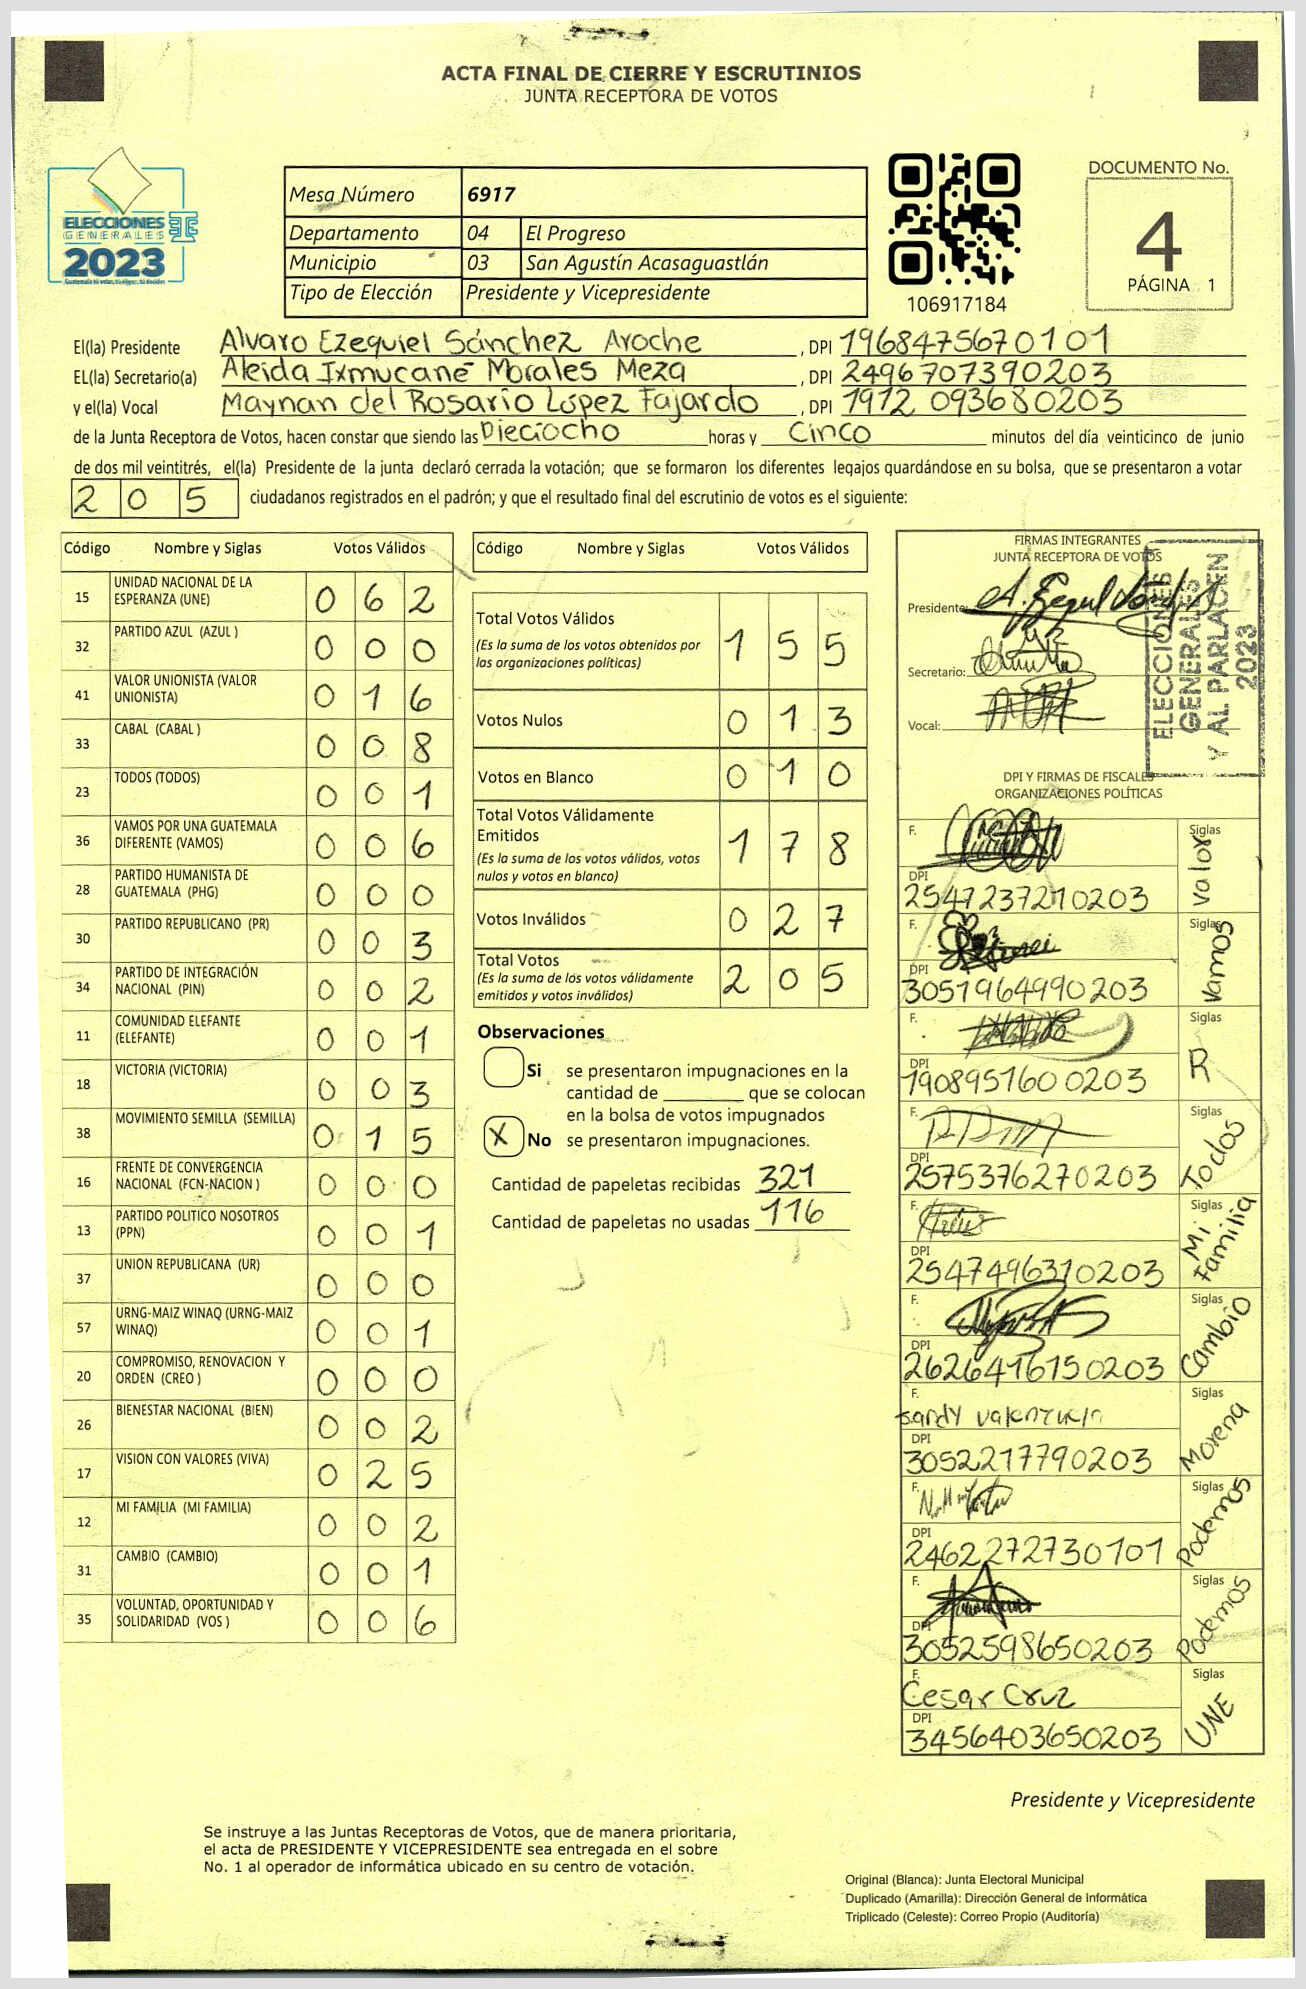 ACTA FINAL DE CIERRE Y ESCRUTINIOS
JUNTA RECEPTORA DE VOTOS
ELECCIONES
GENERALES
2023
Mesa Número 6917
Departamento 04 El Progreso
Municipio 03 San Agustín Acasaguastlán
Tipo de Elección Presidente y Vicepresidente
106917184
DOCUMENTO No.
4
PÁGINA 1
El(la) Presidente Alvaro Ezequiel Sánchez Aroche , DPI 1968475670101
EL(la) Secretario(a) Aleida Ixmucané Morales Meza , DPI 2496707390203
y el(la) Vocal Maynan del Rosario López Fajardo , DPI 1912 093680203
de la Junta Receptora de Votos, hacen constar que siendo las Dieciocho horas y Cinco minutos del día veinticinco de junio
de dos mil veintitrés, el(la) Presidente de la junta declaró cerrada la votación; que se formaron los diferentes legajos guardándose en su bolsa, que se presentaron a votar
205 ciudadanos registrados en el padrón; y que el resultado final del escrutinio de votos es el siguiente:
Código Nombre y Siglas Votos Válidos
15 UNIDAD NACIONAL DE LA ESPERANZA (UNE) 0 6 2
32 PARTIDO AZUL (AZUL ) 0 0 0
41 VALOR UNIONISTA (VALOR UNIONISTA) 0 1 6
33 CABAL (CABAL ) 0 0 8
23 TODOS (TODOS) 0 0 1
36 VAMOS POR UNA GUATEMALA DIFERENTE (VAMOS) 0 0 6
28 PARTIDO HUMANISTA DE GUATEMALA (PHG) 0 0 0
30 PARTIDO REPUBLICANO (PR) 0 0 3
34 PARTIDO DE INTEGRACIÓN NACIONAL (PIN) 0 0 2
11 COMUNIDAD ELEFANTE (ELEFANTE) 0 0 1
18 VICTORIA (VICTORIA) 0 0 3
38 MOVIMIENTO SEMILLA (SEMILLA) 0 1 5
16 FRENTE DE CONVERGENCIA NACIONAL (FCN-NACION ) 0 0 0
13 PARTIDO POLITICO NOSOTROS (PPN) 0 0 1
37 UNION REPUBLICANA (UR) 0 0 0
57 URNG-MAIZ WINAQ (URNG-MAIZ WINAQ) 0 0 1
20 COMPROMISO, RENOVACION Y ORDEN (CREO ) 0 0 0
26 BIENESTAR NACIONAL (BIEN) 0 0 2
17 VISION CON VALORES (VIVA) 0 2 5
12 MI FAMILIA (MI FAMILIA) 0 0 2
31 CAMBIO (CAMBIO) 0 0 1
35 VOLUNTAD, OPORTUNIDAD Y SOLIDARIDAD (VOS ) 0 0 6
Código Nombre y Siglas Votos Válidos
Total Votos Válidos 1 5 5
(Es la suma de los votos obtenidos por
las organizaciones políticas)
Votos Nulos 0 1 3
Votos en Blanco 0 1 0
Total Votos Válidamente
Emitidos 1 7 8
(Es la suma de los votos válidos, votos
nulos y votos en blanco)
Votos Inválidos 0 2 7
Total Votos 2 0 5
(Es la suma de los votos válidamente
emitidos y votos inválidos)
Observaciones
Si se presentaron impugnaciones en la
cantidad de ________ que se colocan
en la bolsa de votos impugnados
X No se presentaron impugnaciones.
Cantidad de papeletas recibidas 321
Cantidad de papeletas no usadas 116
FIRMAS INTEGRANTES
JUNTA RECEPTORA DE VOTOS
Presidente:
Secretario:
Vocal:
ELECCIONES
GENERALES
Y AL PARLACEN
2023
DPI Y FIRMAS DE FISCALES
ORGANIZACIONES POLÍTICAS
F. Siglas Valor
DPI 2547237210203
F. Siglas Vamos
DPI 3051964990203
F. Siglas R
DPI 1908951600203
F. Siglas Todos
DPI 2575376270203
F. Siglas Mi Familia
DPI 2547496310203
F. Siglas Cambio
DPI 2626416150203
F. Sandy Valenzuela Siglas Morena
DPI 3052217790203
F. Siglas Podemos
DPI 2462272730101
F. Siglas Podemos
DPI 3052598650203
F. Cesar Cruz Siglas UNE
DPI 3456403650203
Presidente y Vicepresidente
Se instruye a las Juntas Receptoras de Votos, que de manera prioritaria,
el acta de PRESIDENTE Y VICEPRESIDENTE sea entregada en el sobre
No. 1 al operador de informática ubicado en su centro de votación.
Original (Blanca): Junta Electoral Municipal
Duplicado (Amarilla): Dirección General de Informática
Triplicado (Celeste): Correo Propio (Auditoría)